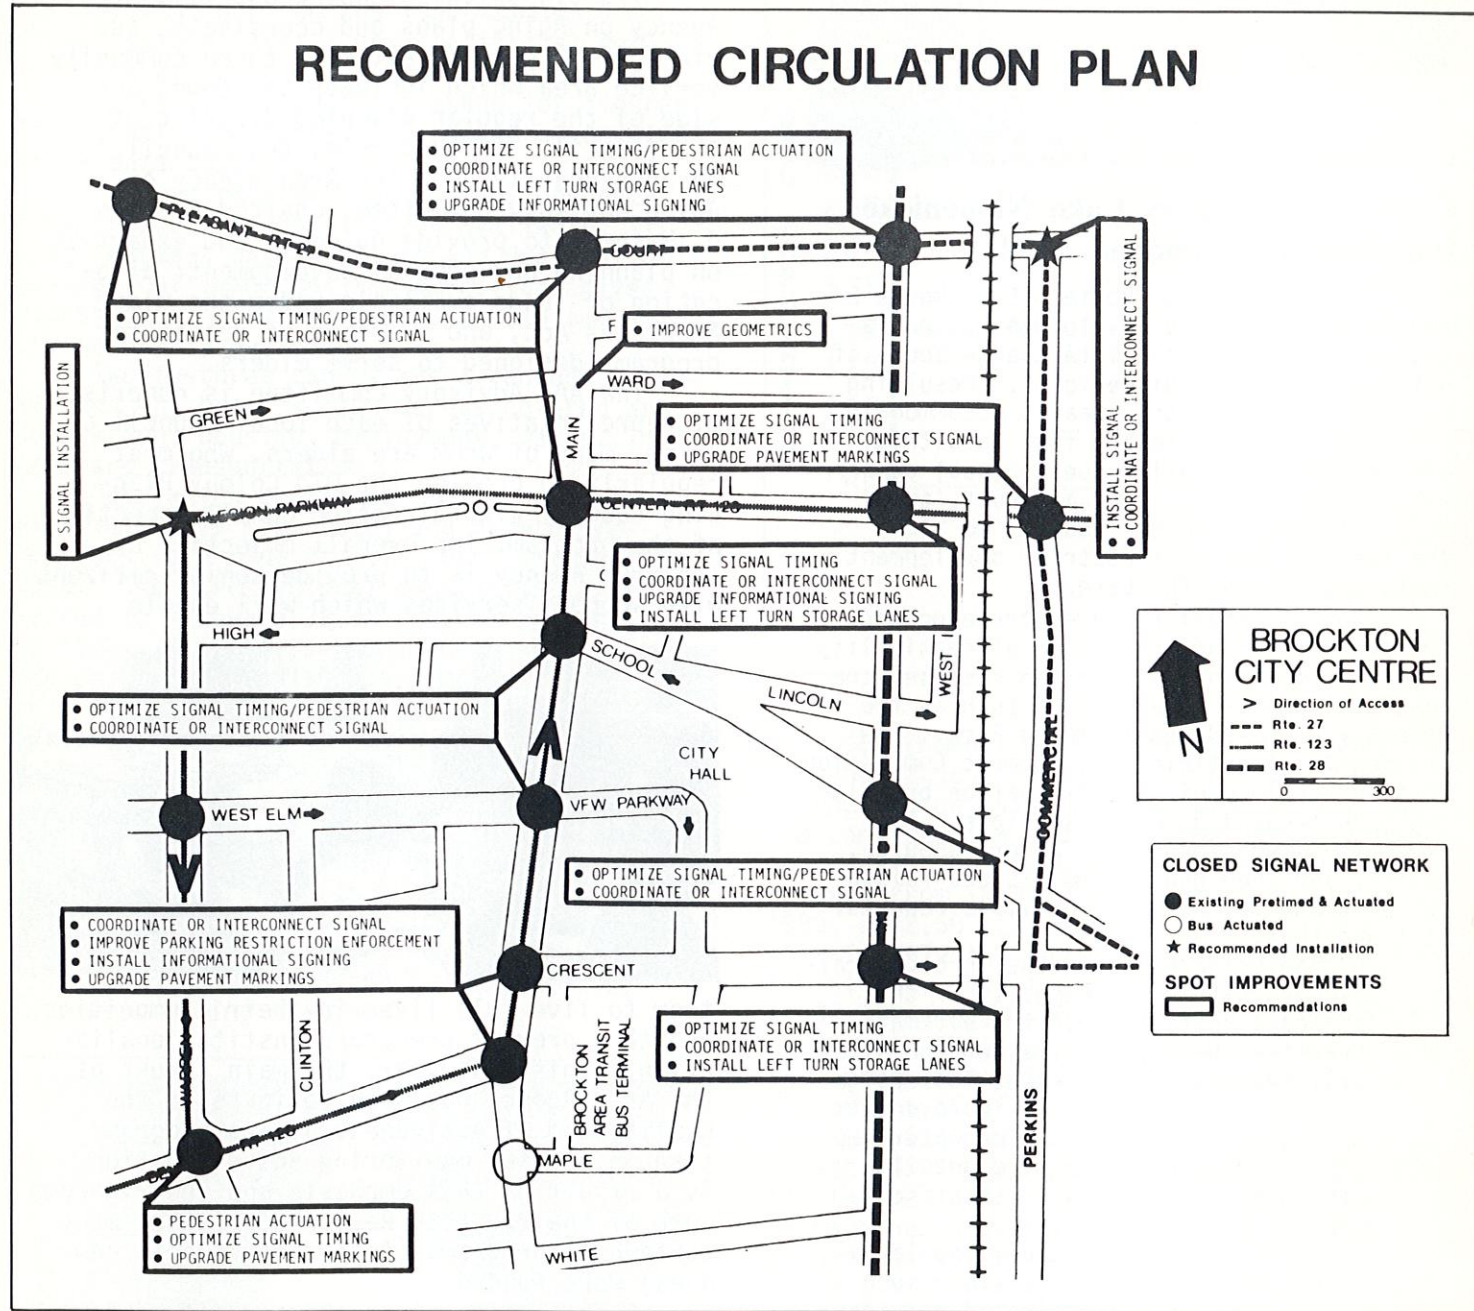 RECOMMENDED CIRCULATION PLAN
• OPTIMIZE SIGNAL TIMING/PEDESTRIAN ACTUATION
• COORDINATE OR INTERCONNECT SIGNAL
• INSTALL LEFT TURN STORAGE LANES
• UPGRADE INFORMATIONAL SIGNING
PLEASANT RT 27
COURT
• INSTALL SIGNAL
• COORDINATE OR INTERCONNECT SIGNAL
• OPTIMIZE SIGNAL TIMING/PEDESTRIAN ACTUATION
• COORDINATE OR INTERCONNECT SIGNAL
F
• IMPROVE GEOMETRICS
• SIGNAL INSTALLATION
WARD
GREEN
MAIN
• OPTIMIZE SIGNAL TIMING
• COORDINATE OR INTERCONNECT SIGNAL
• UPGRADE PAVEMENT MARKINGS
LEGION PARKWAY
CENTER RT 123
• OPTIMIZE SIGNAL TIMING
• COORDINATE OR INTERCONNECT SIGNAL
• UPGRADE INFORMATIONAL SIGNING
• INSTALL LEFT TURN STORAGE LANES
HIGH
SCHOOL
LINCOLN
WEST
CITY
HALL
COMMERCIAL
• OPTIMIZE SIGNAL TIMING/PEDESTRIAN ACTUATION
• COORDINATE OR INTERCONNECT SIGNAL
WEST ELM
VFW PARKWAY
• OPTIMIZE SIGNAL TIMING/PEDESTRIAN ACTUATION
• COORDINATE OR INTERCONNECT SIGNAL
• COORDINATE OR INTERCONNECT SIGNAL
• IMPROVE PARKING RESTRICTION ENFORCEMENT
• INSTALL INFORMATIONAL SIGNING
• UPGRADE PAVEMENT MARKINGS
CRESCENT
WARREN
CLINTON
BROCKTON
AREA TRANSIT
BUS TERMINAL
• OPTIMIZE SIGNAL TIMING
• COORDINATE OR INTERCONNECT SIGNAL
• INSTALL LEFT TURN STORAGE LANES
PERKINS
RT 123
MAPLE
• PEDESTRIAN ACTUATION
• OPTIMIZE SIGNAL TIMING
• UPGRADE PAVEMENT MARKINGS
WHITE
N
BROCKTON
CITY CENTRE
> Direction of Access
Rte. 27
Rte. 123
Rte. 28
0 300
CLOSED SIGNAL NETWORK
Existing Pretimed & Actuated
Bus Actuated
Recommended Installation
SPOT IMPROVEMENTS
Recommendations